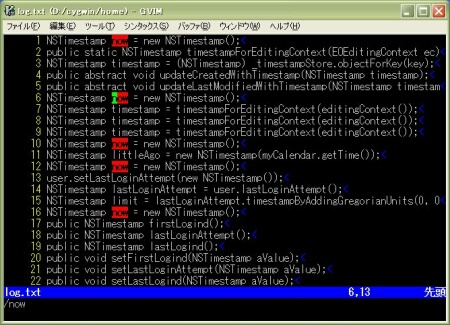 log.txt (D:/cygwin/home) - GVIM
ファイル(F) 編集(E) ツール(T) シンタックス(S) バッファ(B) ウィンドウ(W) ヘルプ(H)
1 NSTimestamp now = new NSTimestamp();<
2 public static NSTimestamp timestampForEditingContext(EOEditingContext ec)<
3 NSTimestamp timestamp = (NSTimestamp) _timestampStore.objectForKey(key);<
4 public abstract void updateCreatedWithTimestamp(NSTimestamp timestamp);<
5 public abstract void updateLastModifiedWithTimestamp(NSTimestamp timestam
6 NSTimestamp now = new NSTimestamp();<
7 NSTimestamp timestamp = timestampForEditingContext(editingContext());<
8 NSTimestamp timestamp = timestampForEditingContext(editingContext());<
9 NSTimestamp timestamp = timestampForEditingContext(editingContext());<
10 NSTimestamp now = new NSTimestamp();<
11 NSTimestamp littleAgo = new NSTimestamp(myCalendar.getTime());<
12 NSTimestamp now = new NSTimestamp();<
13 user.setLastLoginAttempt(new NSTimestamp());<
14 NSTimestamp lastLoginAttempt = user.lastLoginAttempt();<
15 NSTimestamp limit = lastLoginAttempt.timestampByAddingGregorianUnits(0, 0<
16 NSTimestamp now = new NSTimestamp();<
17 public NSTimestamp firstLogind();<
18 public NSTimestamp lastLoginAttempt();<
19 public NSTimestamp lastLogind();<
20 public void setFirstLogind(NSTimestamp aValue);<
21 public void setLastLoginAttempt(NSTimestamp aValue);<
22 public void setLastLogind(NSTimestamp aValue);<
log.txt 6,13 先頭
/now